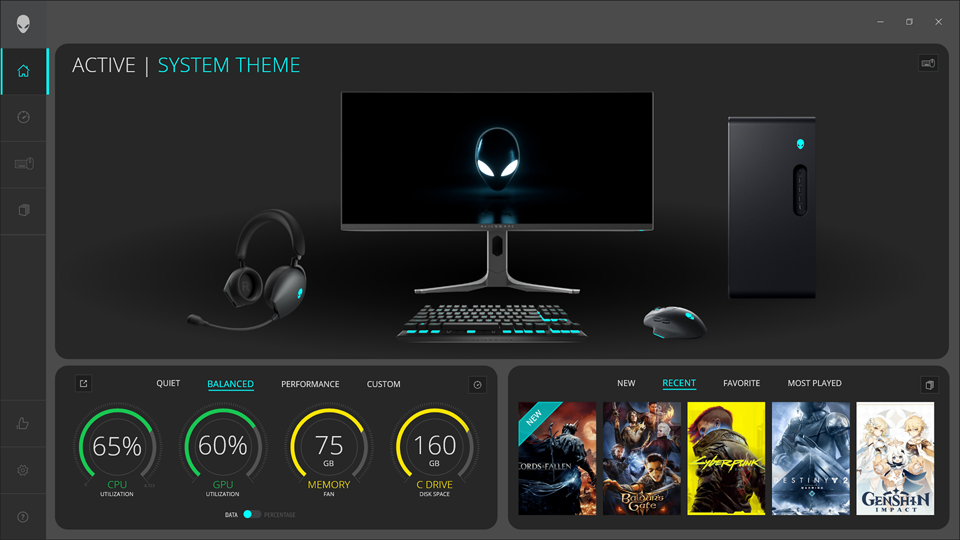 ACTIVE | SYSTEM THEME
ALIENWARE
QUIET
BALANCED
PERFORMANCE
CUSTOM
65%
CPU
UTILIZATION
60%
GPU
UTILIZATION
75
GB
MEMORY
FAN
160
GB
C DRIVE
DISK SPACE
DATA
PERCENTAGE
NEW
RECENT
FAVORITE
MOST PLAYED
NEW
LORDS OF THE FALLEN
BALDUR'S
GATE
CYBERPUNK
DESTINY 2
GENSHIN
IMPACT